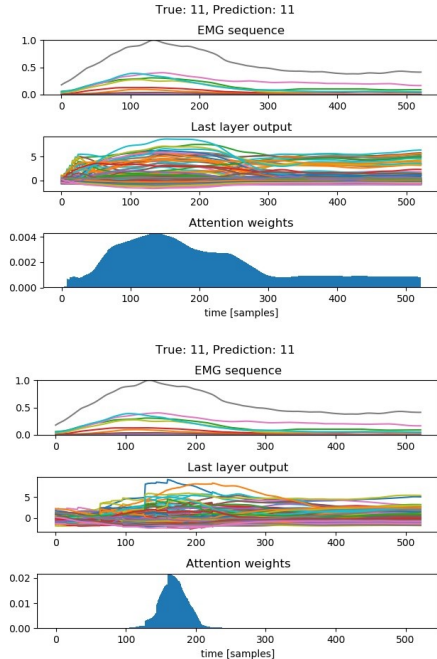 True: 11, Prediction: 11
EMG sequence
1.0
0.5
0.0
0 100 200 300 400 500
Last layer output
5
0
0 100 200 300 400 500
Attention weights
0.004
0.002
0.000
0 100 200 300 400 500
time [samples]
True: 11, Prediction: 11
EMG sequence
1.0
0.5
0.0
0 100 200 300 400 500
Last layer output
5
0
0 100 200 300 400 500
Attention weights
0.02
0.01
0.00
0 100 200 300 400 500
time [samples]